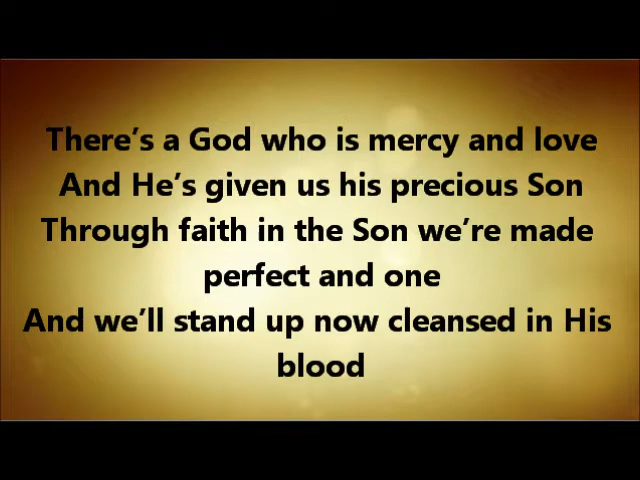 There’s a God who is mercy and love
And He’s given us his precious Son
Through faith in the Son we’re made
perfect and one
And we’ll stand up now cleansed in His
blood